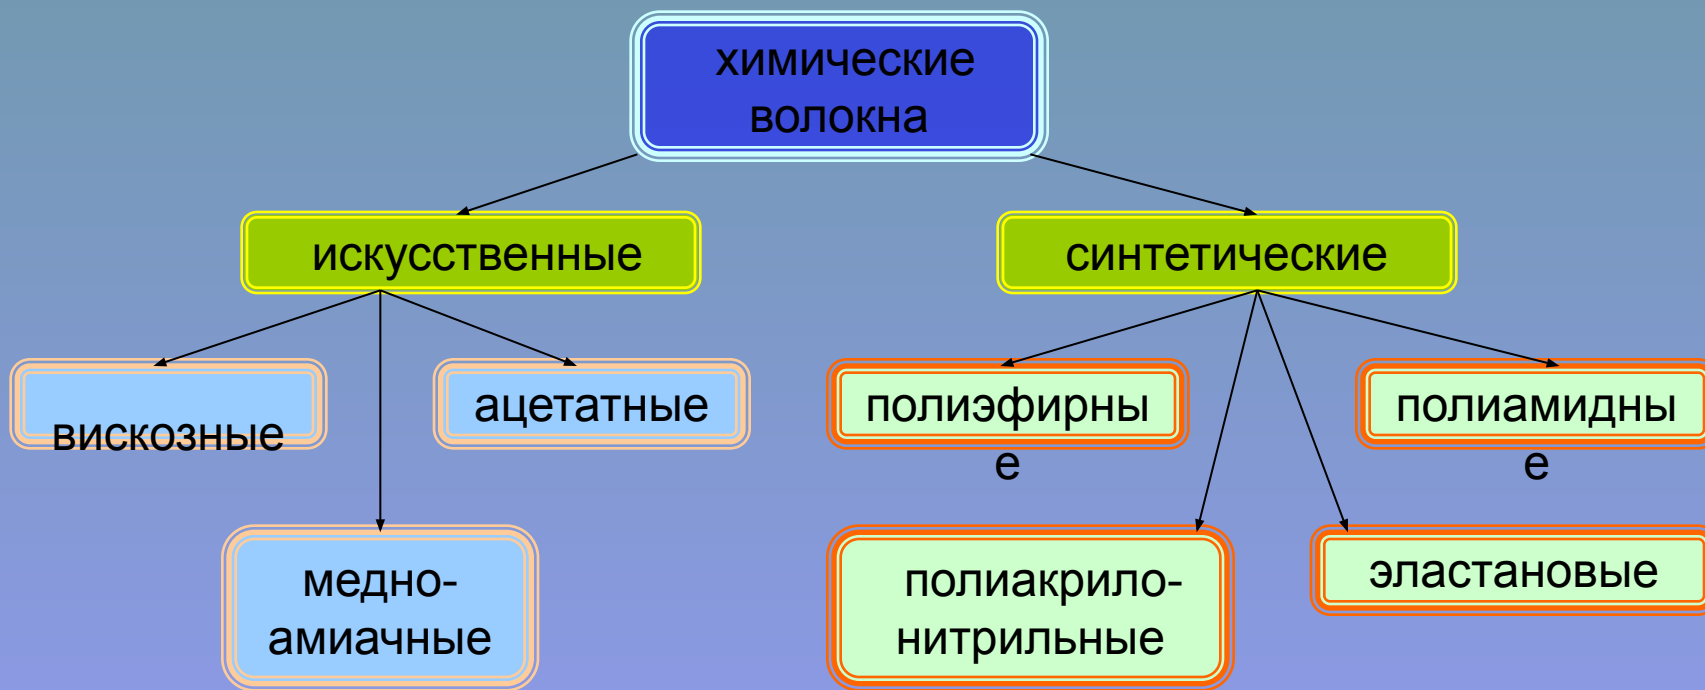 химические
волокна
искусственные
синтетические
вискозные
ацетатные
полиэфирны
е
полиамидны
е
медно-
амиачные
полиакрило-
нитрильные
эластановые